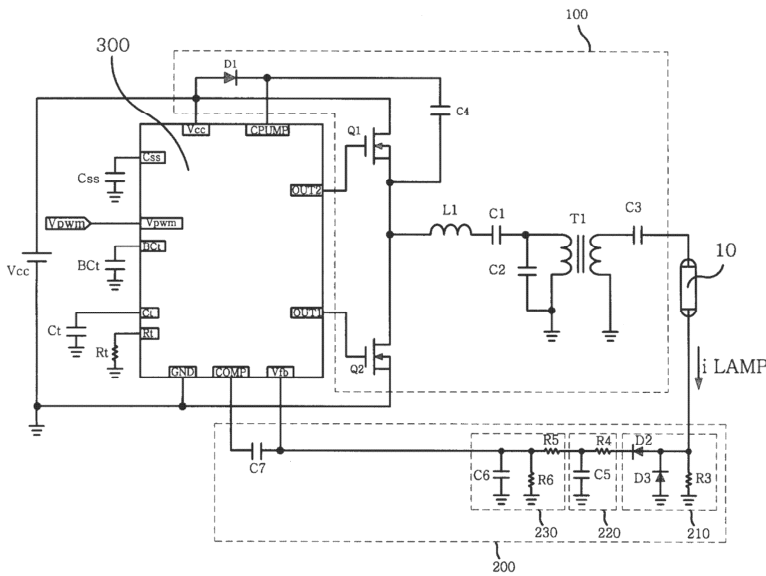 100
300
D1
C4
Vcc
CPUMP
Q1
Css
Css
OUT2
Vpwm
Vpwm
L1
C1
T1
C3
BCt
BCt
C2
10
Vcc
Ct
OUT1
Ct
Rt
Rt
Q2
i LAMP
GND
COMP
Vfb
C7
R5
R4
D2
C6
R6
C5
D3
R3
230
220
210
200